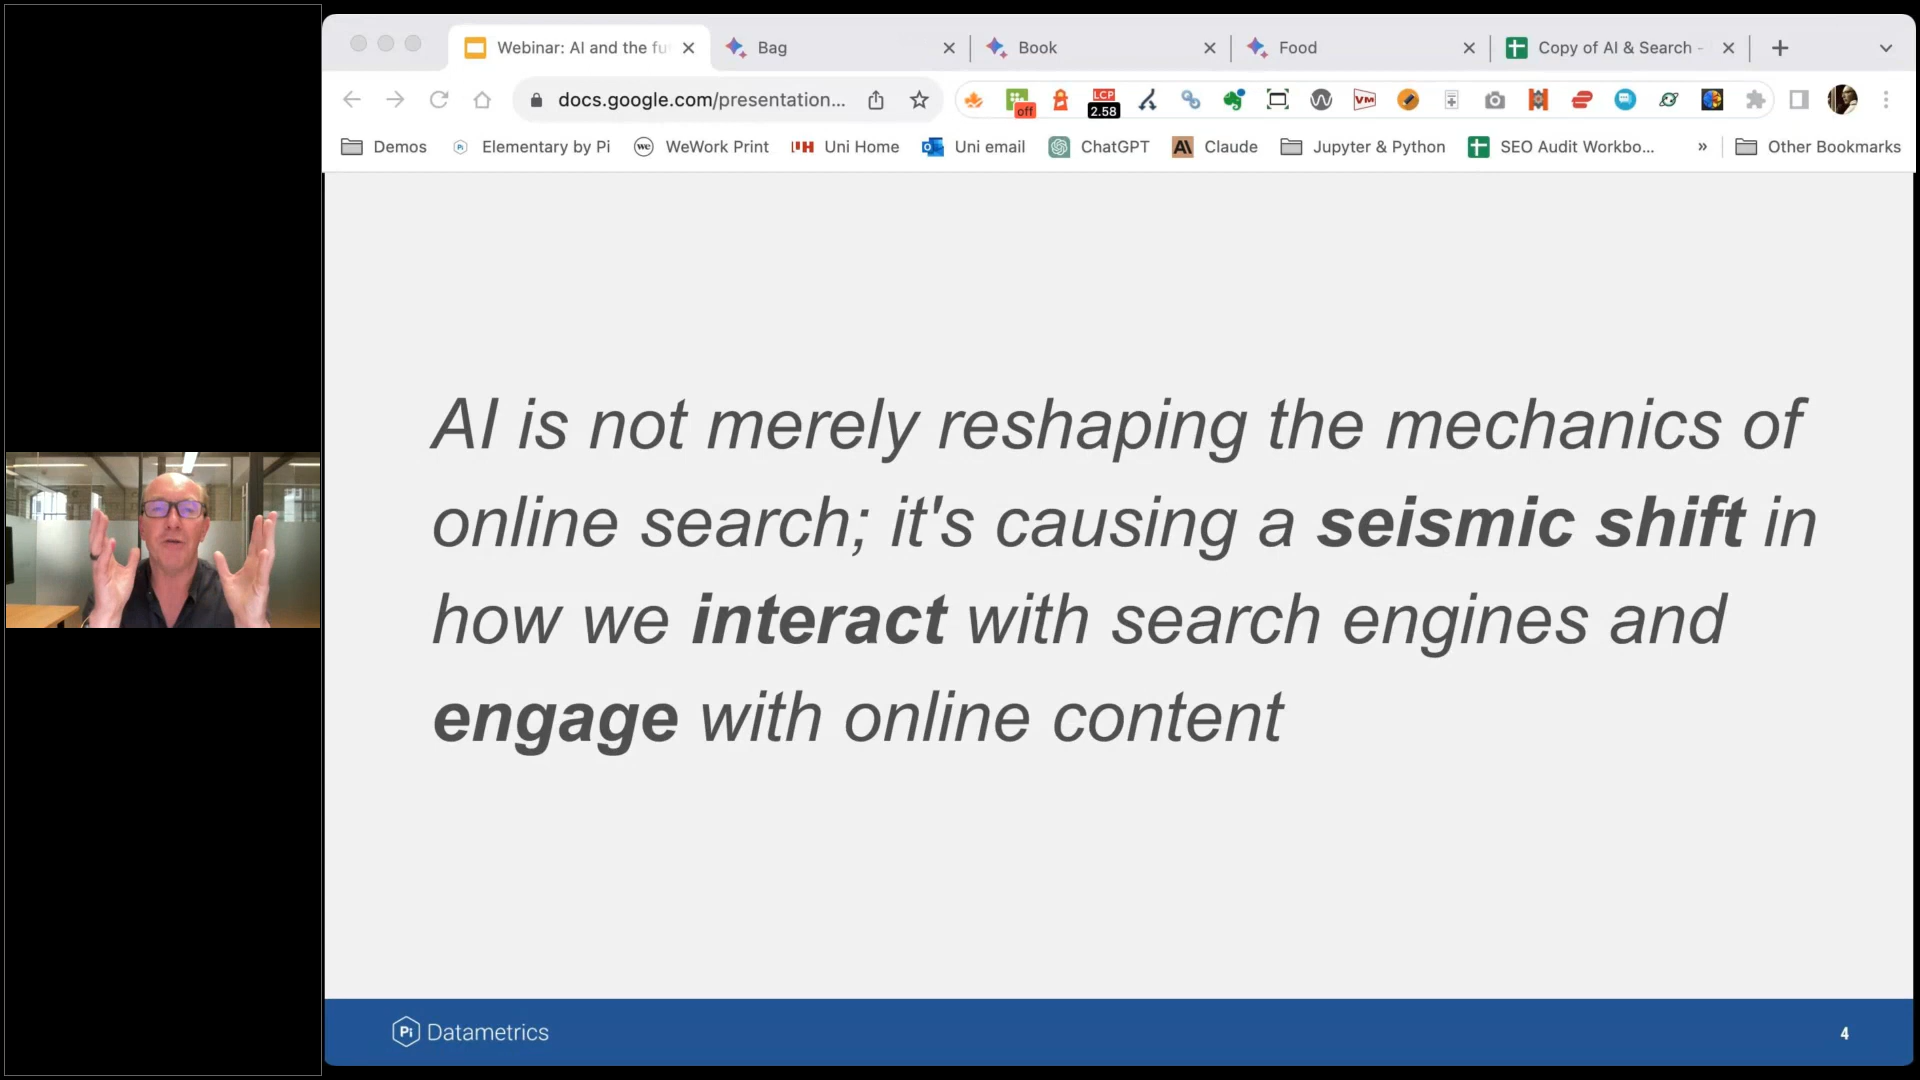 Webinar: AI and the fu
Bag
Book
Food
Copy of AI & Search -
docs.google.com/presentation...
off
LCP
2.58
VM
Demos
Elementary by Pi
WeWork Print
Uni Home
Uni email
ChatGPT
Claude
Jupyter & Python
SEO Audit Workbo...
»
Other Bookmarks
AI is not merely reshaping the mechanics of
online search; it's causing a seismic shift in
how we interact with search engines and
engage with online content
Pi Datametrics
4